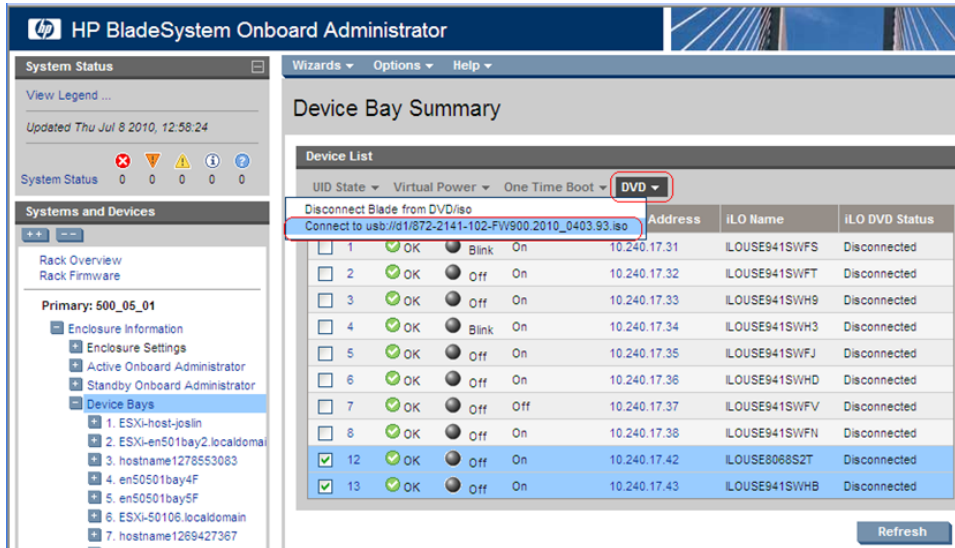 hp HP BladeSystem Onboard Administrator
System Status
View Legend ...
Updated Thu Jul 8 2010, 12:58:24
System Status 0 0 0 0 0
Systems and Devices
Rack Overview
Rack Firmware
Primary: 500_05_01
Enclosure Information
Enclosure Settings
Active Onboard Administrator
Standby Onboard Administrator
Device Bays
1. ESXi-host-joslin
2. ESXi-en501bay2.localdomai
3. hostname1278553083
4. en50501bay4F
5. en50501bay5F
6. ESXi-50106.localdomain
7. hostname1269427367
Wizards Options Help
Device Bay Summary
Device List
UID State Virtual Power One Time Boot DVD
Disconnect Blade from DVD/iso
Connect to usb://d1/872-2141-102-FW900.2010_0403.93.iso
Address iLO Name iLO DVD Status
1 OK Blink On 10.240.17.31 ILOUSE941SWFS Disconnected
2 OK Off On 10.240.17.32 ILOUSE941SWFT Disconnected
3 OK Off On 10.240.17.33 ILOUSE941SWH9 Disconnected
4 OK Blink On 10.240.17.34 ILOUSE941SWH3 Disconnected
5 OK Off On 10.240.17.35 ILOUSE941SWFJ Disconnected
6 OK Off On 10.240.17.36 ILOUSE941SWHD Disconnected
7 OK Off Off 10.240.17.37 ILOUSE941SWFV Disconnected
8 OK Off On 10.240.17.38 ILOUSE941SWFN Disconnected
12 OK Off On 10.240.17.42 ILOUSE8068S2T Disconnected
13 OK Off On 10.240.17.43 ILOUSE941SWHB Disconnected
Refresh